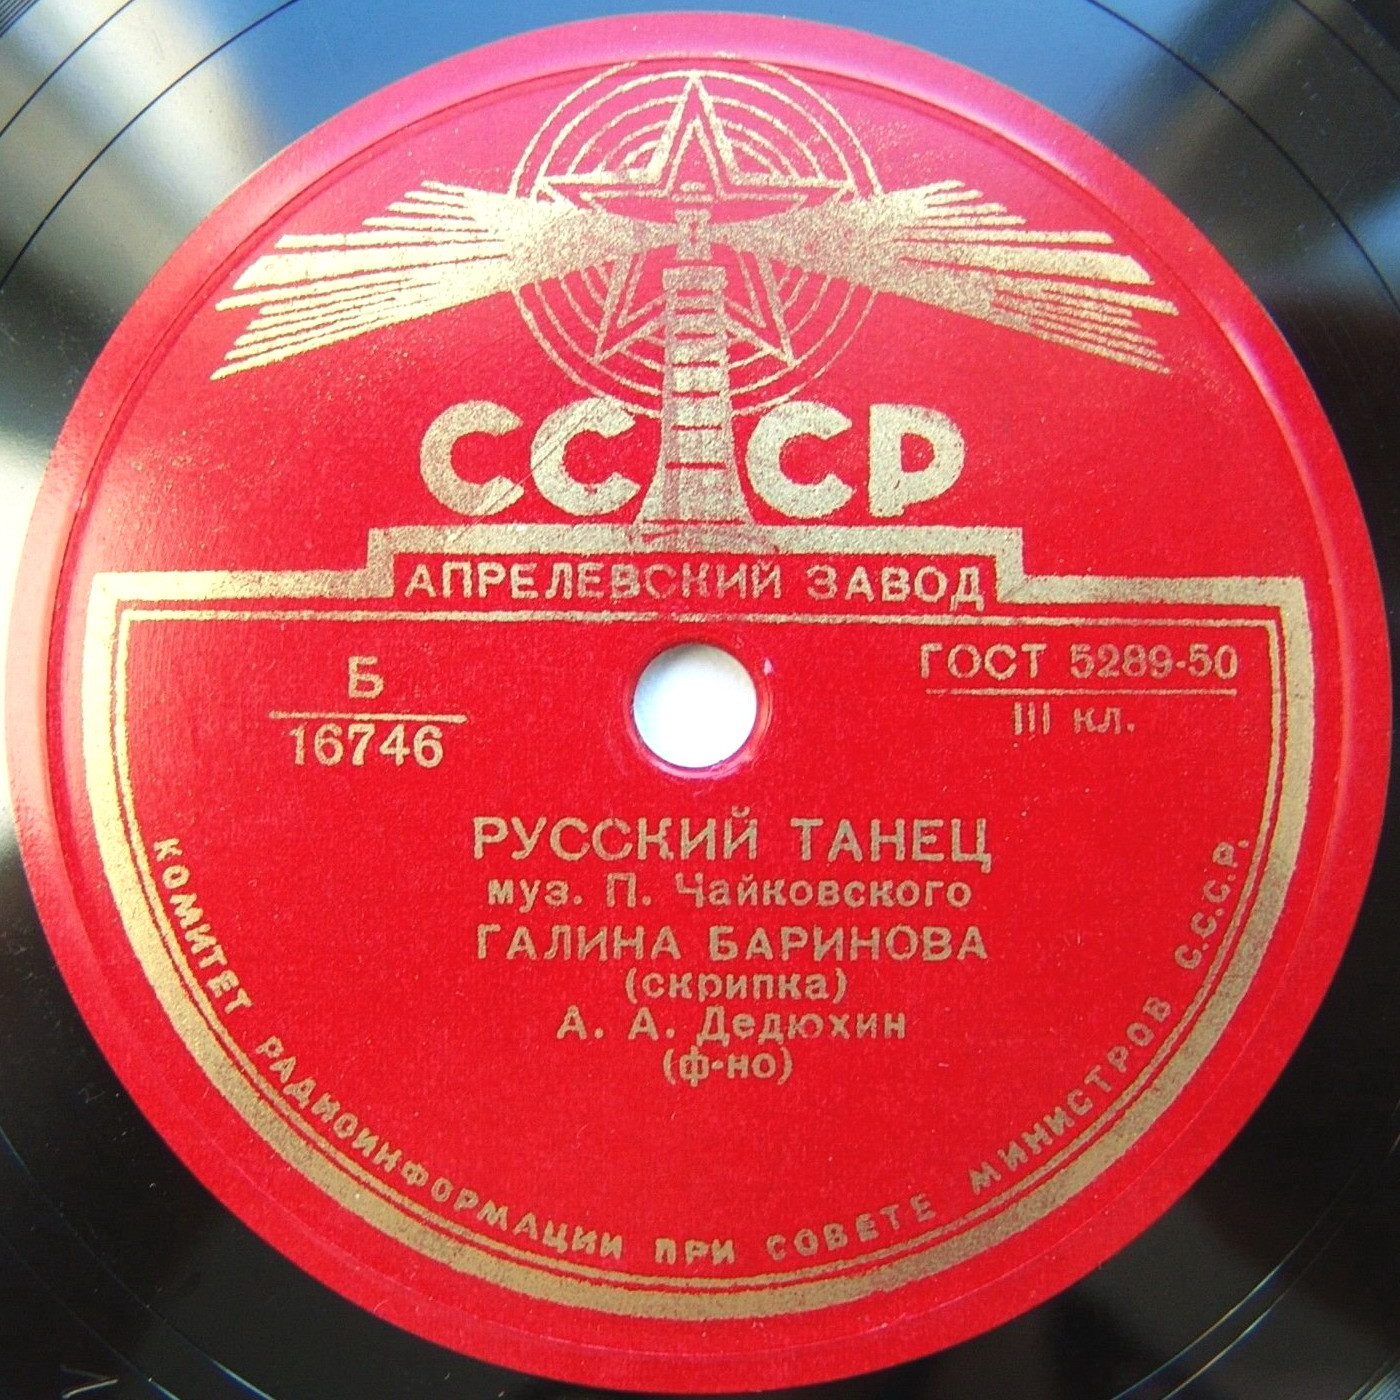 СССР
АПРЕЛЕВСКИЙ ЗАВОД
Б
16746
ГОСТ 5289-50
III кл.
РУССКИЙ ТАНЕЦ
муз. П. Чайковского
ГАЛИНА БАРИНОВА
(скрипка)
А. А. Дедюхин
(ф-но)
КОМИТЕТ РАДИОИНФОРМАЦИИ ПРИ СОВЕТЕ МИНИСТРОВ С.С.С.Р.